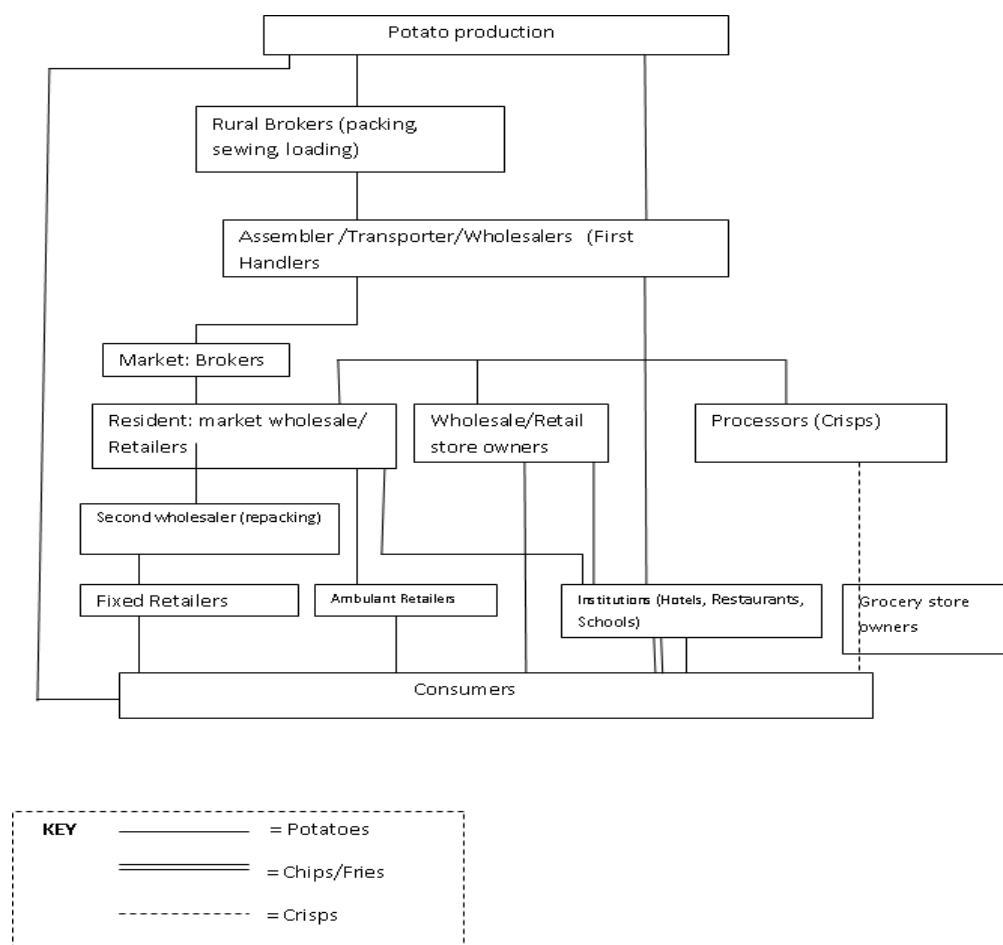 Potato production
Rural Brokers (packing,
sewing, loading)
Assembler /Transporter/Wholesalers (First
Handlers
Market: Brokers
Resident: market wholesale/
Retailers
Wholesale/Retail
store owners
Processors (Crisps)
Second wholesaler (repacking)
Fixed Retailers
Ambulant Retailers
Institutions (Hotels, Restaurants,
Schools)
Grocery store
owners
Consumers
KEY
= Potatoes
= Chips/Fries
= Crisps